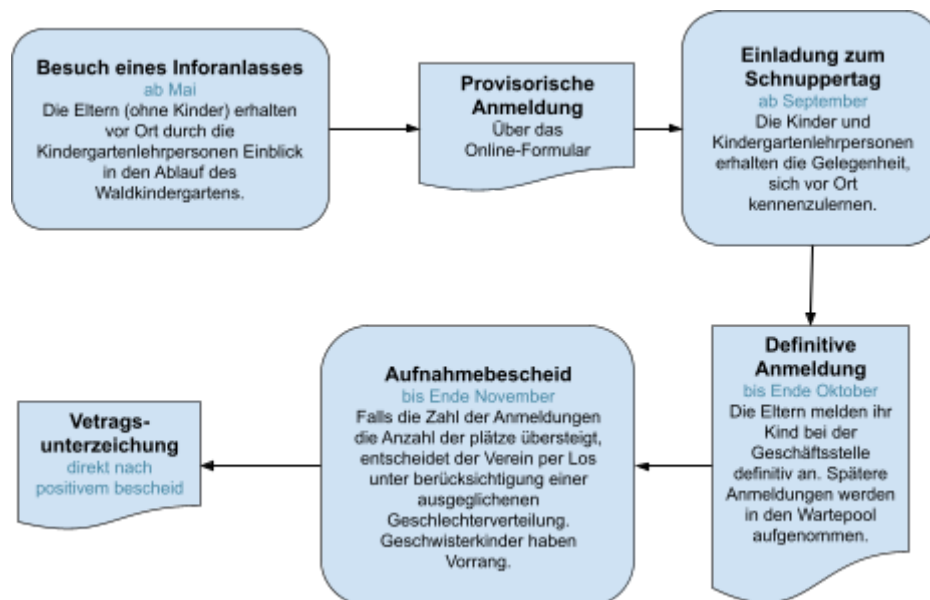 Besuch eines Inforanlasses
ab Mai
Die Eltern (ohne Kinder) erhalten
vor Ort durch die
Kindergartenlehrpersonen Einblick
in den Ablauf des
Waldkindergartens.
Provisorische
Anmeldung
Über das
Online-Formular
Einladung zum
Schnuppertag
ab September
Die Kinder und
Kindergartenlehrpersonen
erhalten die Gelegenheit,
sich vor Ort
kennenzulernen.
Definitive
Anmeldung
bis Ende Oktober
Die Eltern melden ihr
Kind bei der
Geschäftsstelle
definitiv an. Spätere
Anmeldungen werden
in den Wartepool
aufgenommen.
Aufnahmebescheid
bis Ende November
Falls die Zahl der Anmeldungen
die Anzahl der plätze übersteigt,
entscheidet der Verein per Los
unter berücksichtigung einer
ausgeglichenen
Geschlechterverteilung.
Geschwisterkinder haben
Vorrang.
Vetrags-
unterzeichung
direkt nach
positivem bescheid